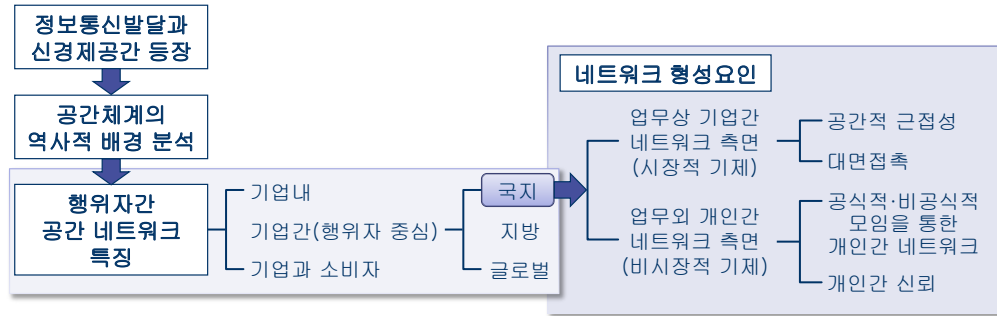 정보통신발달과
신경제공간 등장
공간체계의
역사적 배경 분석
행위자간
공간 네트워크
특징
기업내
기업간(행위자 중심)
기업과 소비자
국지
지방
글로벌
네트워크 형성요인
업무상 기업간
네트워크 측면
(시장적 기제)
공간적 근접성
대면접촉
업무외 개인간
네트워크 측면
(비시장적 기제)
공식적·비공식적
모임을 통한
개인간 네트워크
개인간 신뢰